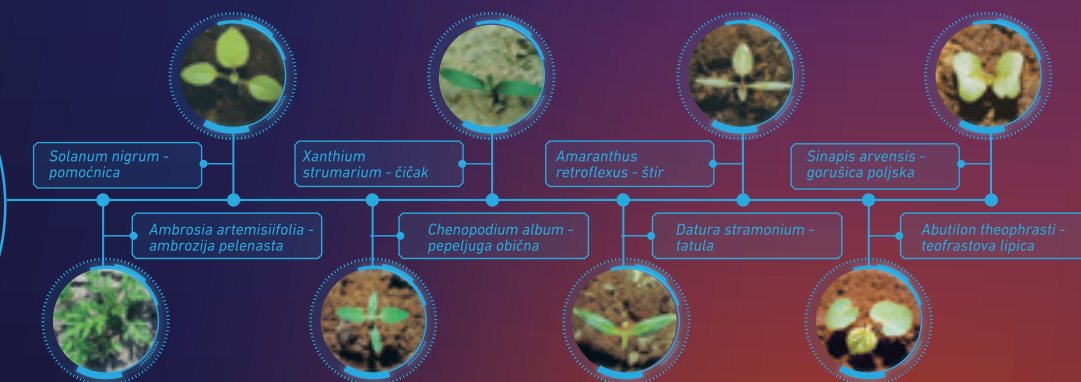 Solanum nigrum -
pomoćnica
Xanthium
strumarium - čičak
Amaranthus
retroflexus - štir
Sinapis arvensis -
gorušica poljska
Ambrosia artemisiifolia -
ambrozija pelenasta
Chenopodium album -
pepeljuga obična
Datura stramonium -
tatula
Abutilon theophrasti -
teofrastova lipica